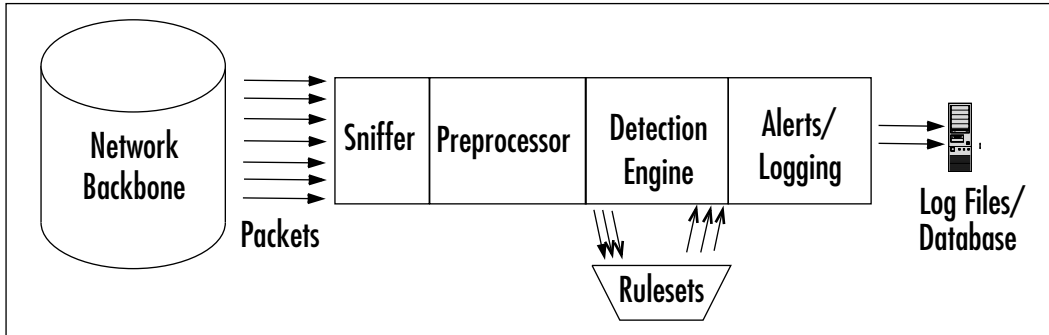 Network
Backbone
Packets
Sniffer
Preprocessor
Detection
Engine
Alerts/
Logging
Rulesets
Log Files/
Database